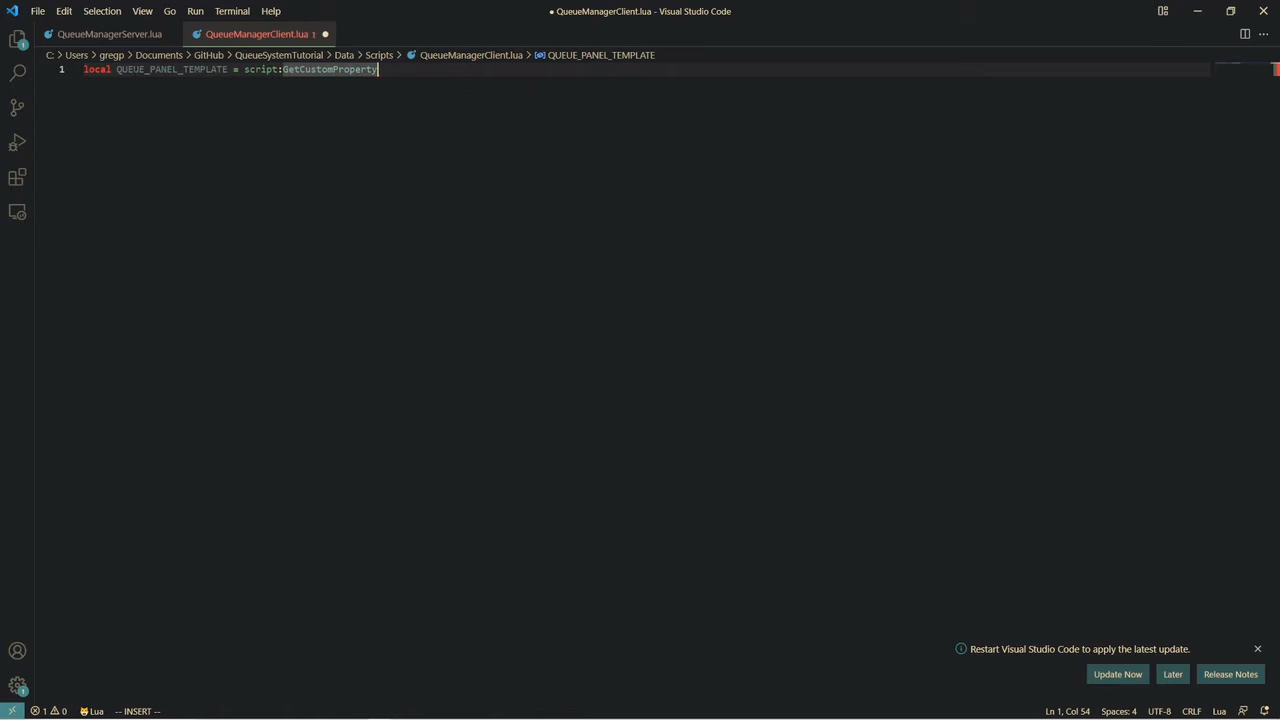 File Edit Selection View Go Run Terminal Help
● QueueManagerClient.lua - Visual Studio Code
QueueManagerServer.lua
QueueManagerClient.lua 1 ●
C: > Users > gregp > Documents > GitHub > QueueSystemTutorial > Data > Scripts > QueueManagerClient.lua > QUEUE_PANEL_TEMPLATE
1 local QUEUE_PANEL_TEMPLATE = script:GetCustomProperty
1
Restart Visual Studio Code to apply the latest update.
Update Now Later Release Notes
1
1 0 Lua -- INSERT -- Ln 1, Col 54 Spaces: 4 UTF-8 CRLF Lua